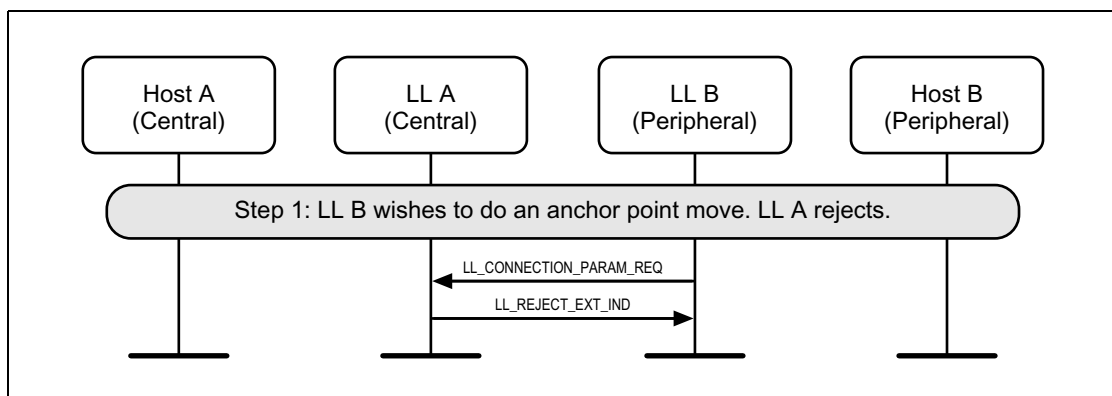 Host A
(Central)
LL A
(Central)
LL B
(Peripheral)
Host B
(Peripheral)
Step 1: LL B wishes to do an anchor point move. LL A rejects.
LL_CONNECTION_PARAM_REQ
LL_REJECT_EXT_IND